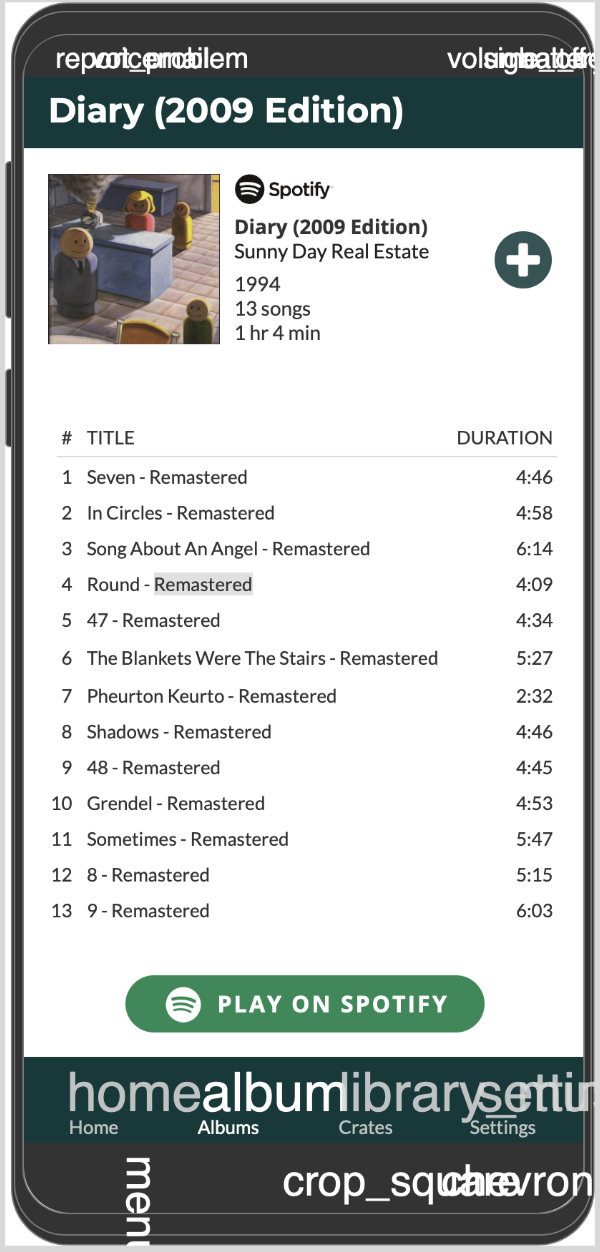 report_problem voicemail
Diary (2009 Edition)
Spotify
Diary (2009 Edition)
Sunny Day Real Estate
1994
13 songs
1 hr 4 min
# TITLE DURATION
1 Seven - Remastered 4:46
2 In Circles - Remastered 4:58
3 Song About An Angel - Remastered 6:14
4 Round - Remastered 4:09
5 47 - Remastered 4:34
6 The Blankets Were The Stairs - Remastered 5:27
7 Pheurton Keurto - Remastered 2:32
8 Shadows - Remastered 4:46
9 48 - Remastered 4:45
10 Grendel - Remastered 4:53
11 Sometimes - Remastered 5:47
12 8 - Remastered 5:15
13 9 - Remastered 6:03
PLAY ON SPOTIFY
home album library_
Home Albums Crates Settings
menu crop_square chevron